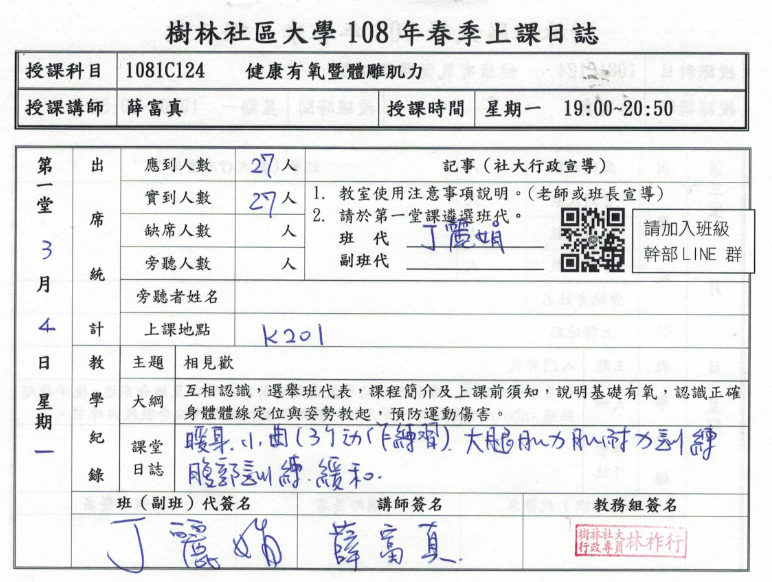 樹林社區大學 108 年春季上課日誌
授課科目 1081C124 健康有氧暨體雕肌力
授課講師 薛富真 授課時間 星期一 19:00~20:50
第一堂 3月4日 星期一
出席統計
應到人數 27人
實到人數 27人
缺席人數 人
旁聽人數 人
旁聽者姓名
上課地點 K201
記事（社大行政宣導）
1. 教室使用注意事項說明。(老師或班長宣導)
2. 請於第一堂課遴選班代。
班 代 丁麗娟
副班代
請加入班級
幹部 LINE 群
教學紀錄
主題 相見歡
大綱 互相認識，選舉班代表，課程簡介及上課前須知，說明基礎有氧，認識正確
身體體線定位與姿勢教起，預防運動傷害。
課堂日誌 暖身.小曲(3个动作練習).大腿肌力肌耐力訓練
腹部訓練.緩和.
班（副班）代簽名 講師簽名 教務組簽名
丁麗娟 薛富真.
樹林社大
行政專員 林祚行